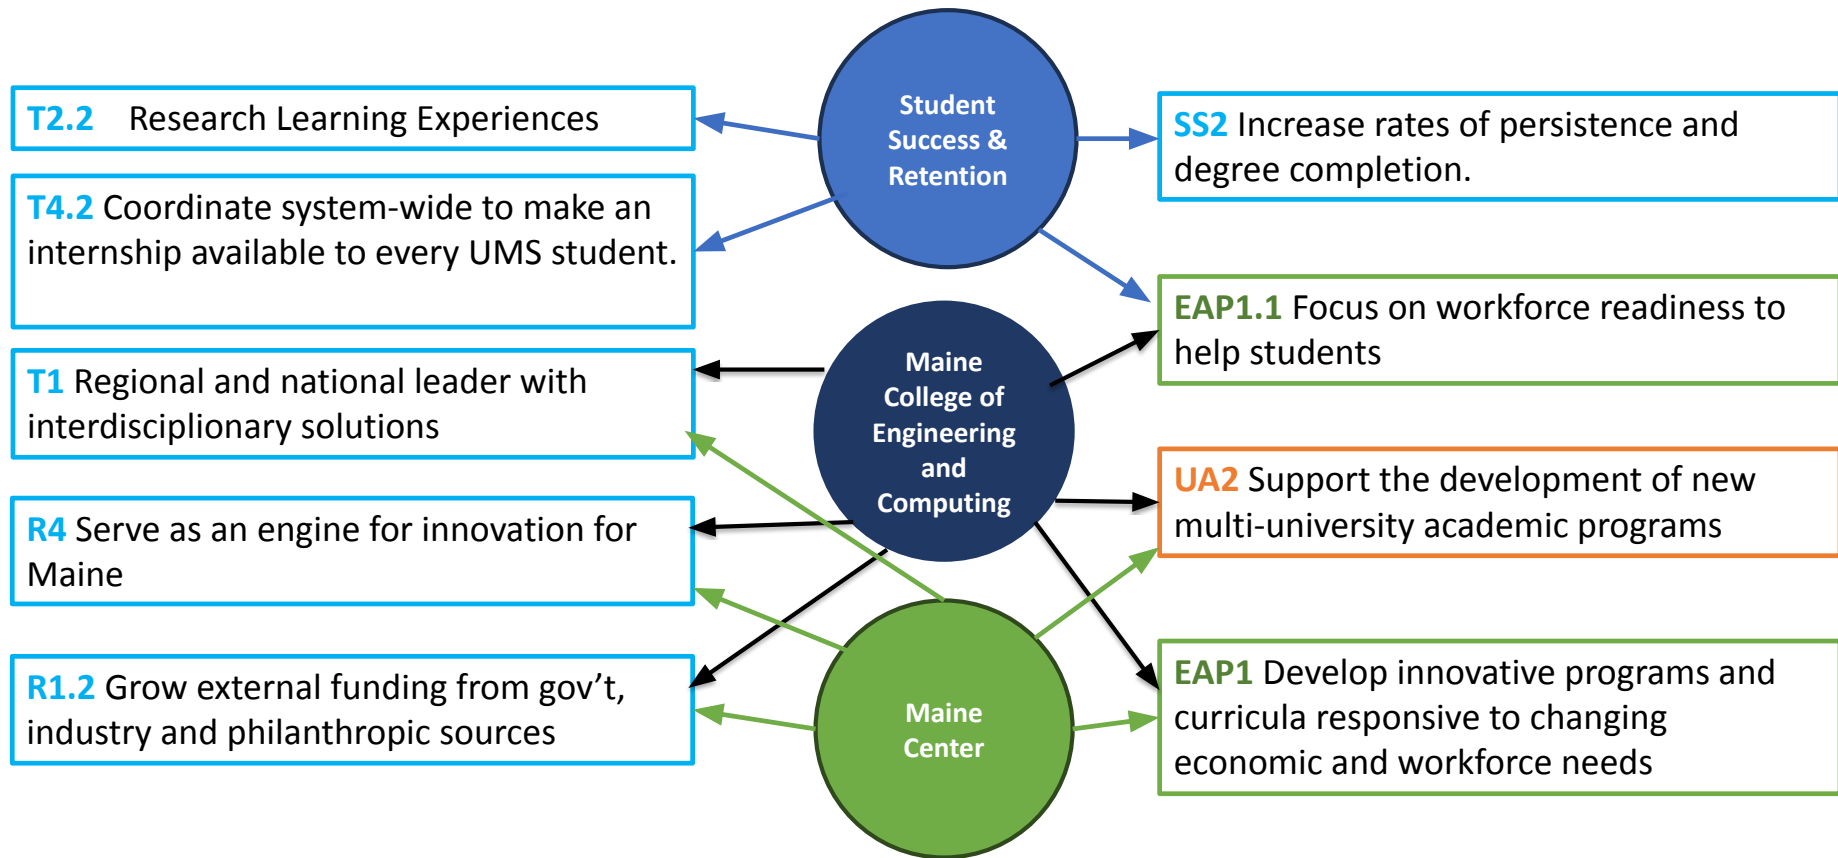 T2.2 Research Learning Experiences
T4.2 Coordinate system-wide to make an
internship available to every UMS student.
T1 Regional and national leader with
interdisciplionary solutions
R4 Serve as an engine for innovation for
Maine
R1.2 Grow external funding from gov’t,
industry and philanthropic sources
Student
Success &
Retention
Maine
College of
Engineering
and
Computing
Maine
Center
SS2 Increase rates of persistence and
degree completion.
EAP1.1 Focus on workforce readiness to
help students
UA2 Support the development of new
multi-university academic programs
EAP1 Develop innovative programs and
curricula responsive to changing
economic and workforce needs